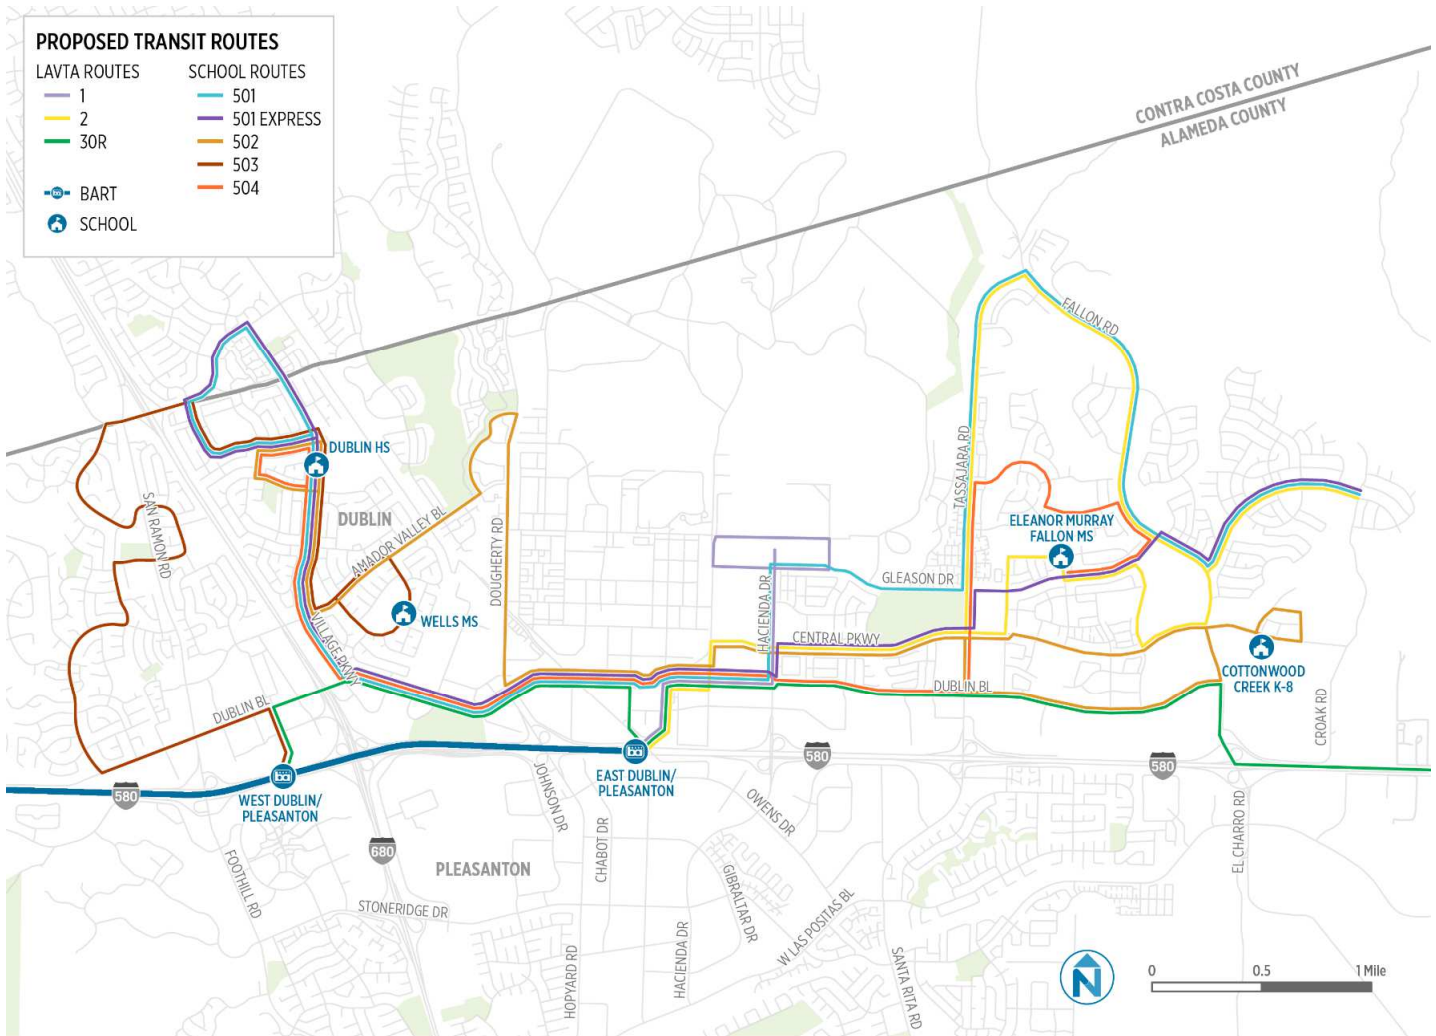 PROPOSED TRANSIT ROUTES
LAVTA ROUTES
1
2
30R
BART
SCHOOL
SCHOOL ROUTES
501
501 EXPRESS
502
503
504
CONTRA COSTA COUNTY
ALAMEDA COUNTY
FALLON RD
TASSAJARA RD
DUBLIN HS
SAN RAMON RD
DUBLIN
AMADOR VALLEY BL
DOUGHERTY RD
ELEANOR MURRAY
FALLON MS
GLEASON DR
HACIENDA DR
WELLS MS
VILLAGE PKWY
CENTRAL PKWY
COTTONWOOD
CREEK K-8
DUBLIN BL
DUBLIN BL
CROAK RD
580
580
580
EAST DUBLIN/
PLEASANTON
WEST DUBLIN/
PLEASANTON
JOHNSON DR
CHABOT DR
OWENS DR
EL CHARRO RD
680
PLEASANTON
FOOTHILL RD
STONERIDGE DR
GIBRALTAR DR
W LAS POSITAS BL
HOPYARD RD
HACIENDA DR
SANTA RITA RD
N
0
0.5
1 Mile